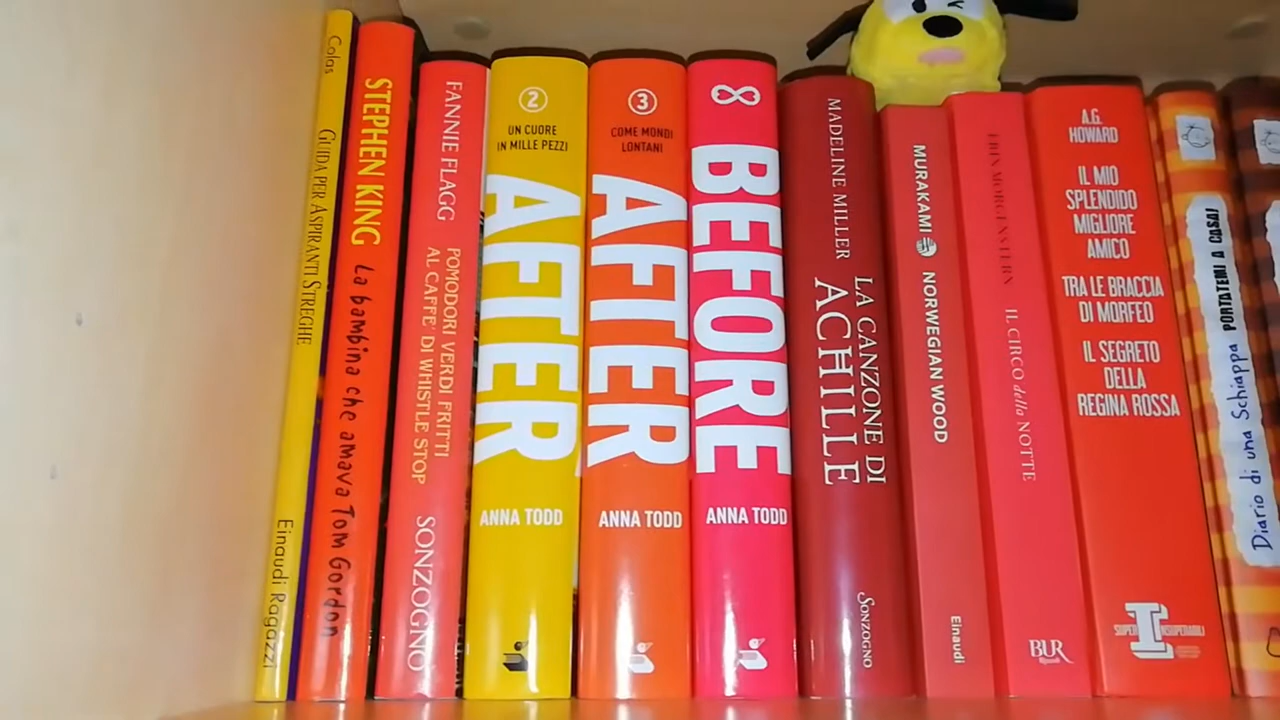 Colas
GUIDA PER ASPIRANTI STREGHE
Einaudi Ragazzi
STEPHEN KING
La bambina che amava Tom Gordon
FANNIE FLAGG
POMODORI VERDI FRITTI
AL CAFFE' DI WHISTLE STOP
SONZOGNO
2
UN CUORE
IN MILLE PEZZI
AFTER
ANNA TODD
3
COME MONDI
LONTANI
AFTER
ANNA TODD
BEFORE
ANNA TODD
MADELINE MILLER
LA CANZONE DI
ACHILLE
SONZOGNO
MURAKAMI
NORWEGIAN WOOD
Einaudi
ERIN MORGENSTERN
IL CIRCO della NOTTE
BUR
A.G.
HOWARD
IL MIO
SPLENDIDO
MIGLIORE
AMICO
TRA LE BRACCIA
DI MORFEO
IL SEGRETO
DELLA
REGINA ROSSA
Diario di una Schiappa PORTATEMI A CASA!